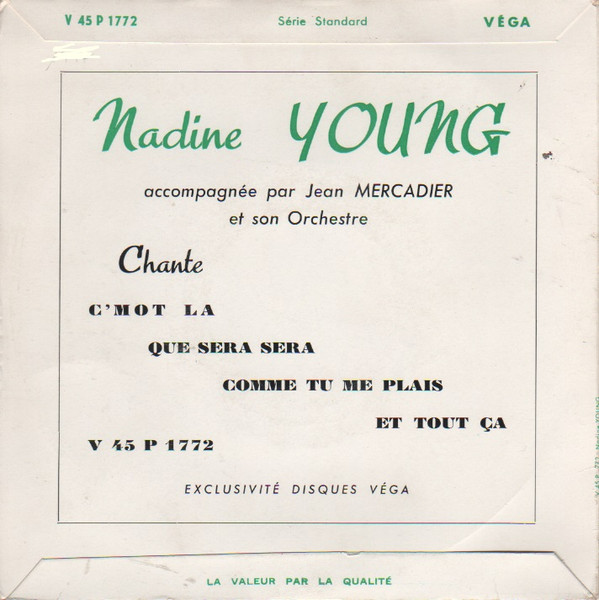 V 45 P 1772 Série Standard VÉGA
Nadine YOUNG
accompagnée par Jean MERCADIER
et son Orchestre
Chante
C'MOT LA
QUE SERA SERA
COMME TU ME PLAIS
ET TOUT ÇA
V 45 P 1772
EXCLUSIVITÉ DISQUES VÉGA
LA VALEUR PAR LA QUALITÉ